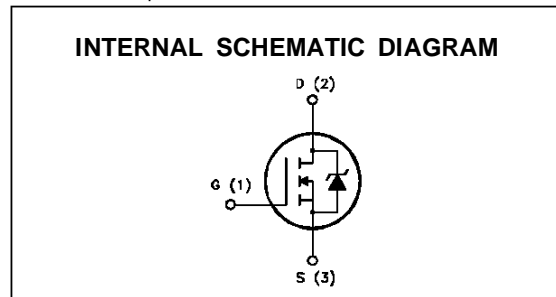 INTERNAL SCHEMATIC DIAGRAM
D (2)
G (1)
S (3)